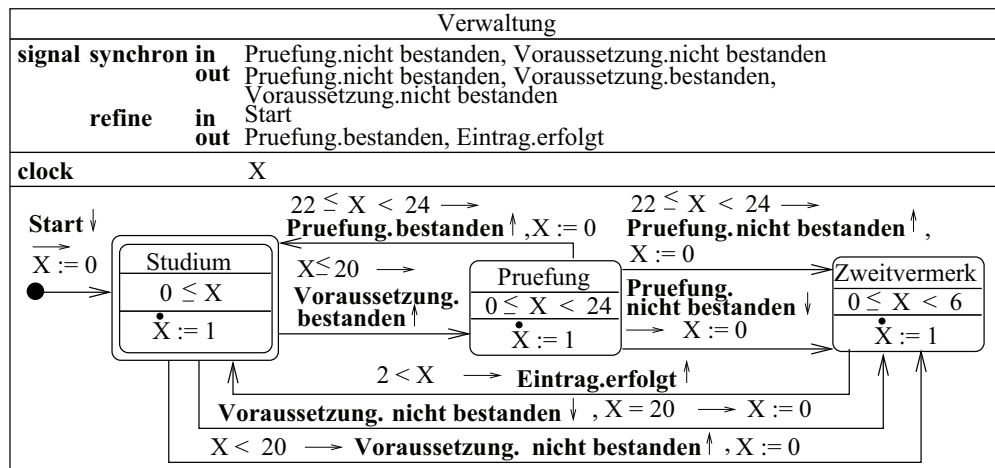 Verwaltung
signal synchron in Pruefung.nicht bestanden, Voraussetzung.nicht bestanden
out Pruefung.nicht bestanden, Voraussetzung.bestanden,
Voraussetzung.nicht bestanden
refine in Start
out Pruefung.bestanden, Eintrag.erfolgt
clock X
Start ↓
→
X := 0
22 ≤ X < 24 →
Pruefung.bestanden ↑ , X := 0
22 ≤ X < 24 →
Pruefung.nicht bestanden ↑ ,
X := 0
Studium
0 ≤ X
Ẋ := 1
X ≤ 20 →
Voraussetzung.
bestanden ↑
Pruefung
0 ≤ X < 24
Ẋ := 1
Pruefung.
nicht bestanden ↓
→ X := 0
Zweitvermerk
0 ≤ X < 6
Ẋ := 1
2 < X → Eintrag.erfolgt ↑
Voraussetzung. nicht bestanden ↓ , X = 20 → X := 0
X < 20 → Voraussetzung. nicht bestanden ↑ , X := 0